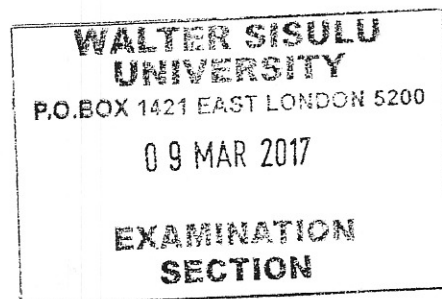 WALTER SISULU
UNIVERSITY
P.O.BOX 1421 EAST LONDON 5200
09 MAR 2017
EXAMINATION
SECTION